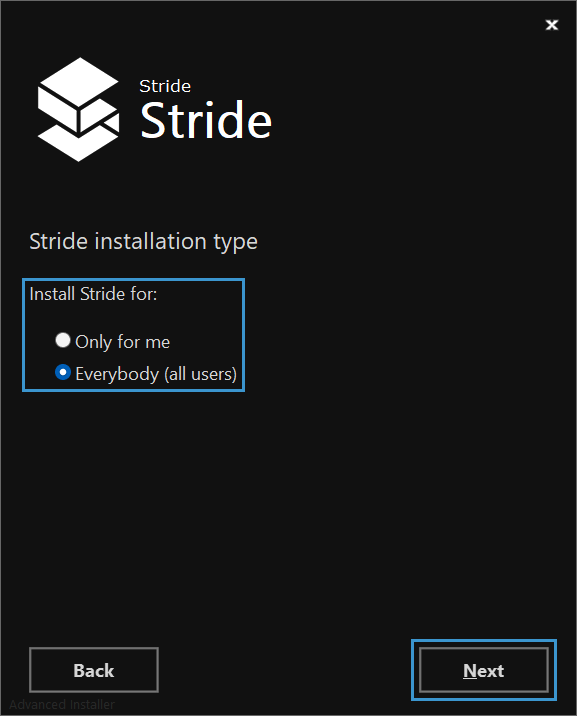 Stride
Stride
Stride installation type
Install Stride for:
Only for me
Everybody (all users)
Back
Next
Advanced Installer